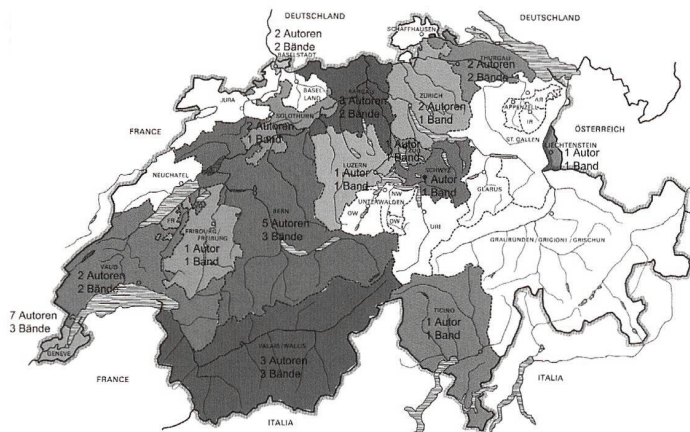 DEUTSCHLAND
DEUTSCHLAND
2 Autoren
2 Bände
BASELSTADT
SCHAFFHAUSEN
THURGAU
2 Autoren
2 Bände
BASEL
LAND
JURA
AARGAU
3 Autoren
2 Bände
ZÜRICH
2 Autoren
1 Band
SOLOTHURN
2 Autoren
1 Band
APPENZELL
AR
IR
ST. GALLEN
ÖSTERREICH
LIECHTENSTEIN
1 Autor
1 Band
FRANCE
NEUCHATEL
LUZERN
1 Autor
1 Band
ZUG
1 Autor
1 Band
SCHWYZ
1 Autor
1 Band
NW
UNTERWALDEN
OW
OW
URI
GLARUS
BERN
5 Autoren
3 Bände
FR
FRIBOURG/
FREIBURG
1 Autor
1 Band
GRAUBÜNDEN/GRIGIONI/GRISCHUN
VAUD
2 Autoren
2 Bände
7 Autoren
3 Bände
GENEVE
TICINO
1 Autor
1 Band
VALAIS/WALLIS
3 Autoren
3 Bände
FRANCE
ITALIA
ITALIA